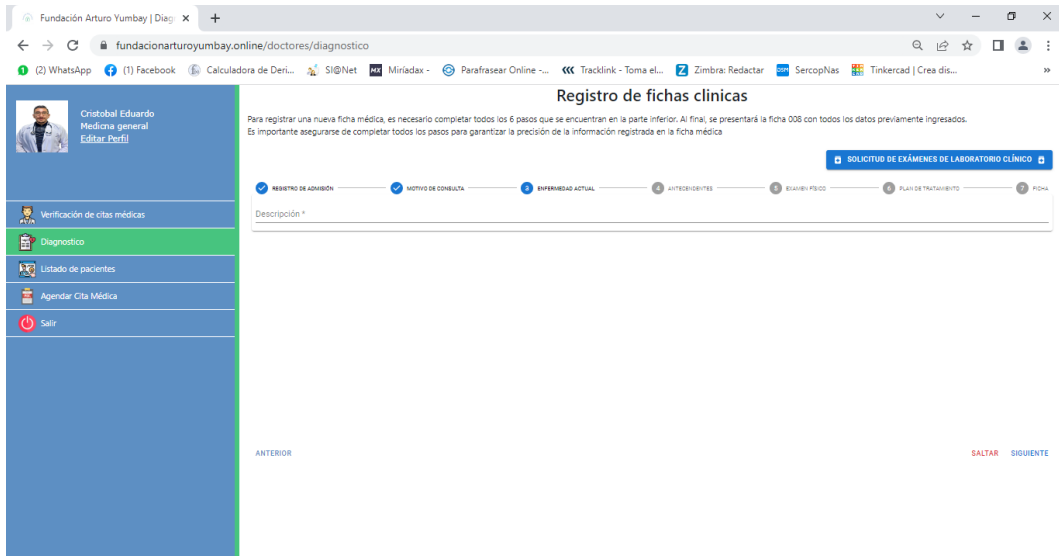 Fundación Arturo Yumbay | Diag
fundacionarturoyumbay.online/doctores/diagnostico
(2) WhatsApp (1) Facebook Calculadora de Deri... SI@Net MX Miríadax - Parafrasear Online -... Tracklink - Toma el... Z Zimbra: Redactar SercopNas Tinkercad | Crea dis... »
Cristobal Eduardo
Medicina general
Editar Perfil
Verificación de citas médicas
Diagnostico
Listado de pacientes
Agendar Cita Médica
Salir
Registro de fichas clinicas
Para registrar una nueva ficha médica, es necesario completar todos los 6 pasos que se encuentran en la parte inferior. Al final, se presentará la ficha 008 con todos los datos previamente ingresados.
Es importante asegurarse de completar todos los pasos para garantizar la precisión de la información registrada en la ficha médica
SOLICITUD DE EXÁMENES DE LABORATORIO CLÍNICO
REGISTRO DE ADMISIÓN MOTIVO DE CONSULTA 3 ENFERMEDAD ACTUAL 4 ANTECEDENTES 5 EXAMEN FÍSICO 6 PLAN DE TRATAMIENTO 7 FICHA
Descripción *
ANTERIOR SALTAR SIGUIENTE